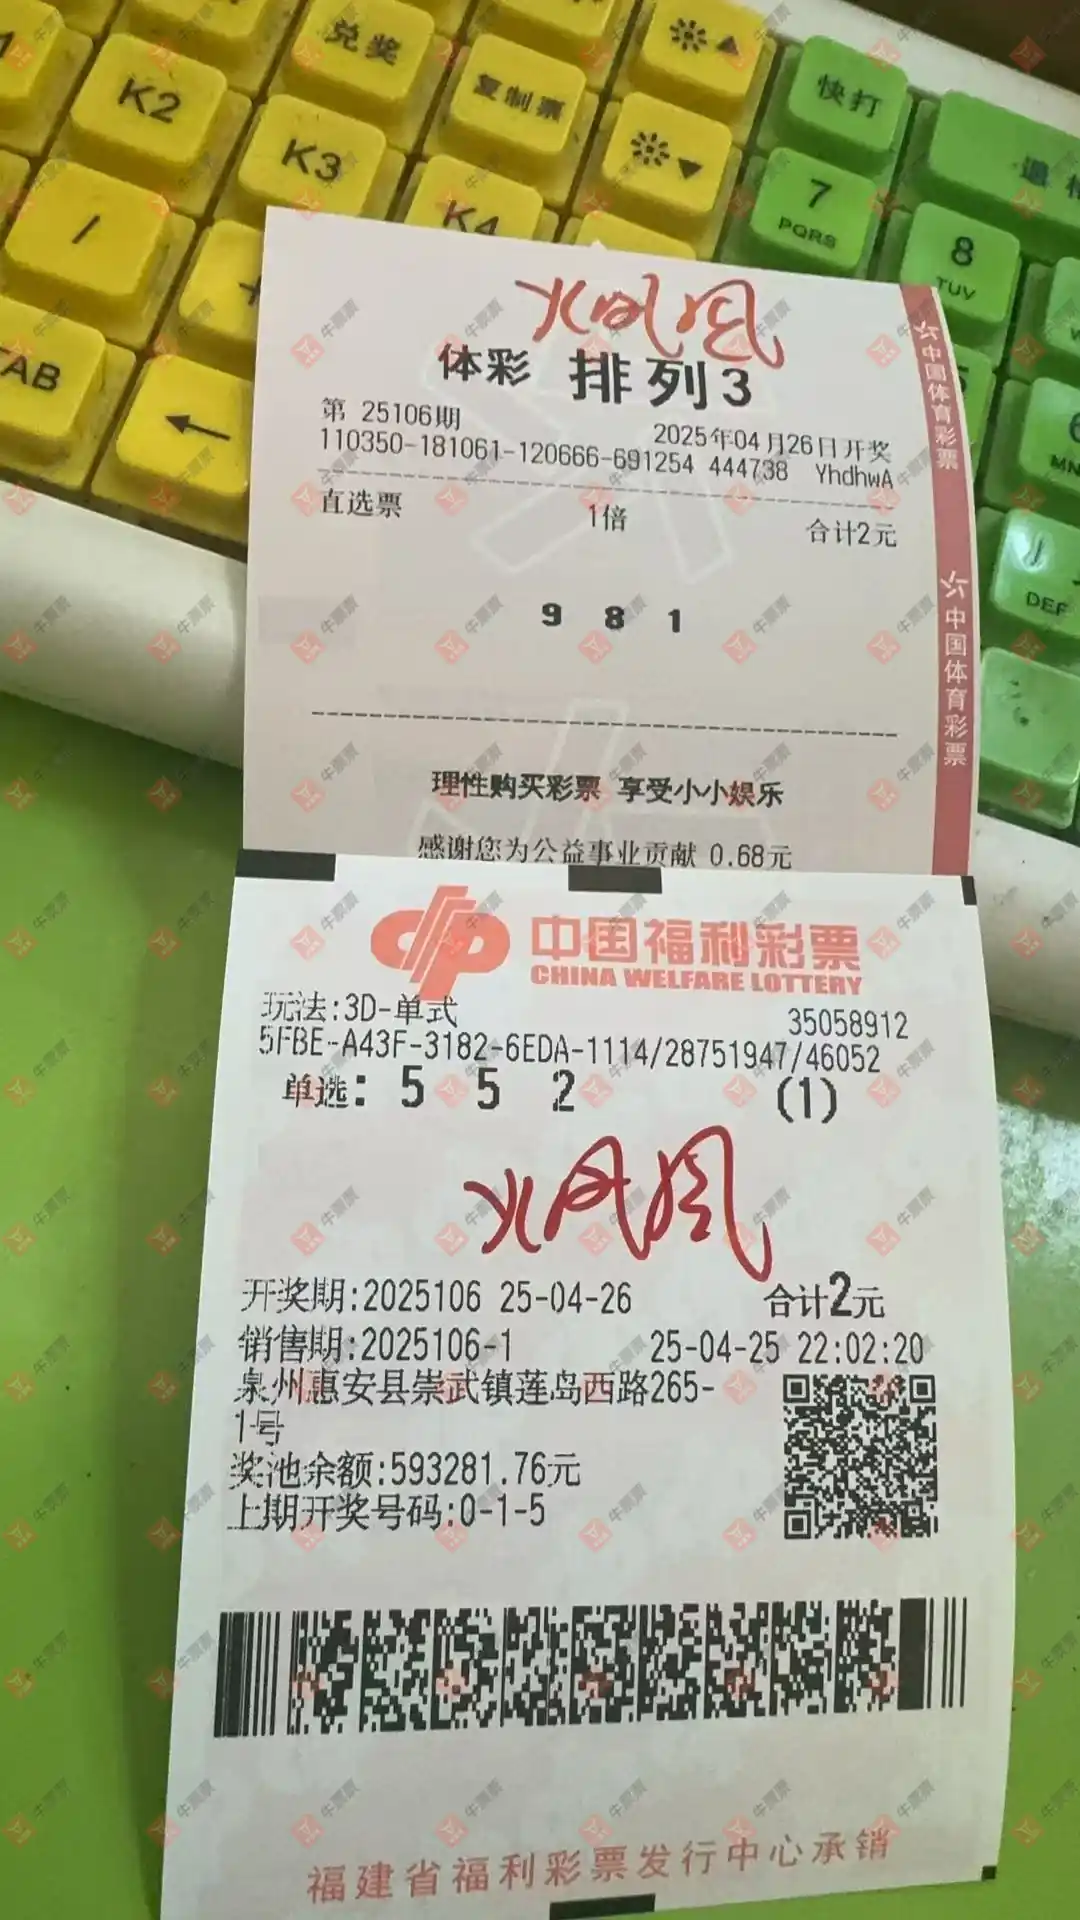 兑奖
K2
复制票
快打
K3
7
PQRS
K4
8
TUV
/
TAB
←
DEF
火凤凰
体彩 排列3
第 25106期 2025年04月26日开奖
110350-181061-120666-691254 444738 YhdhwA
直选票 1倍 合计2元
9 8 1
理性购买彩票 享受小小娱乐
感谢您为公益事业贡献 0.68元
中国体育彩票
中国体育彩票
中国福利彩票
CHINA WELFARE LOTTERY
玩法:3D-单式 35058912
5FBE-A43F-3182-6EDA-1114/28751947/46052
单选: 5 5 2 (1)
火凤凰
开奖期:2025106 25-04-26 合计2元
销售期:2025106-1 25-04-25 22:02:20
泉州惠安县崇武镇莲岛西路265-
1号
奖池余额:593281.76元
上期开奖号码:0-1-5
福建省福利彩票发行中心承销
牛票票